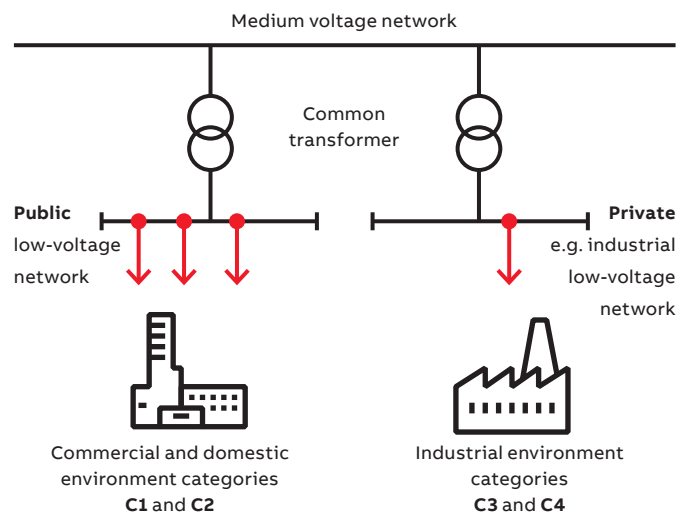 Medium voltage network
Common
transformer
Public
low-voltage
network
Private
e.g. industrial
low-voltage
network
Commercial and domestic
environment categories
C1 and C2
Industrial environment
categories
C3 and C4